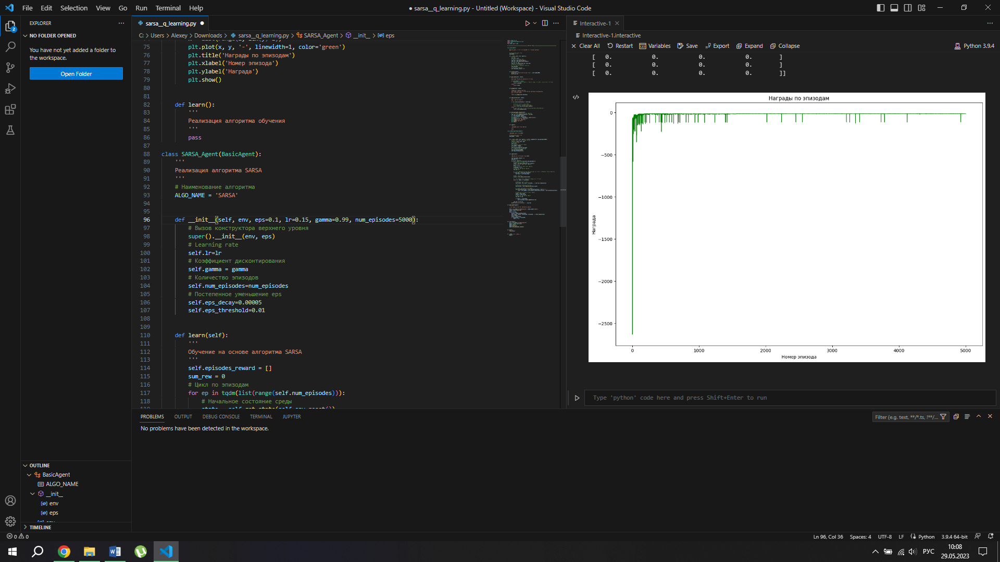 File Edit Selection View Go Run Terminal Help
● sarsa__q_learning.py - Untitled (Workspace) - Visual Studio Code
EXPLORER
NO FOLDER OPENED
You have not yet added a folder to
the workspace.
Open Folder
OUTLINE
BasicAgent
ALGO_NAME
__init__
env
eps
TIMELINE
2
sarsa__q_learning.py ●
C: > Users > Alexey > Downloads > sarsa__q_learning.py > SARSA_Agent > __init__ > eps
75 plt.plot(x, y, '-', linewidth=1, color='green')
76 plt.title('Награды по эпизодам')
77 plt.xlabel('Номер эпизода')
78 plt.ylabel('Награда')
79 plt.show()
80
81
82 def learn():
83 '''
84 Реализация алгоритма обучения
85 '''
86 pass
87
88 class SARSA_Agent(BasicAgent):
89 '''
90 Реализация алгоритма SARSA
91 '''
92 # Наименование алгоритма
93 ALGO_NAME = 'SARSA'
94
95
96 def __init__(self, env, eps=0.1, lr=0.15, gamma=0.99, num_episodes=5000):
97 # Вызов конструктора верхнего уровня
98 super().__init__(env, eps)
99 # Learning rate
100 self.lr=lr
101 # Коэффициент дисконтирования
102 self.gamma = gamma
103 # Количество эпизодов
104 self.num_episodes=num_episodes
105 # Постепенное уменьшение eps
106 self.eps_decay=0.00005
107 self.eps_threshold=0.01
108
109
110 def learn(self):
111 '''
112 Обучение на основе алгоритма SARSA
113 '''
114 self.episodes_reward = []
115 sum_rew = 0
116 # Цикл по эпизодам
117 for ep in tqdm(list(range(self.num_episodes))):
118 # Начальное состояние среды
Interactive-1
Interactive-1.interactive
Clear All Restart Variables Save Export Expand Collapse Python 3.9.4
[ 0. 0. 0. 0. ]
[ 0. 0. 0. 0. ]
[ 0. 0. 0. 0. ]]
Награды по эпизодам
0
−500
−1000
−1500
−2000
−2500
Награда
0 1000 2000 3000 4000 5000
Номер эпизода
Type 'python' code here and press Shift+Enter to run
PROBLEMS OUTPUT DEBUG CONSOLE TERMINAL JUPYTER
Filter (e.g. text, **/*.ts, !**/...
No problems have been detected in the workspace.
0 0
Ln 96, Col 36 Spaces: 4 UTF-8 LF Python 3.9.4 64-bit
РУС
10:08
29.05.2023